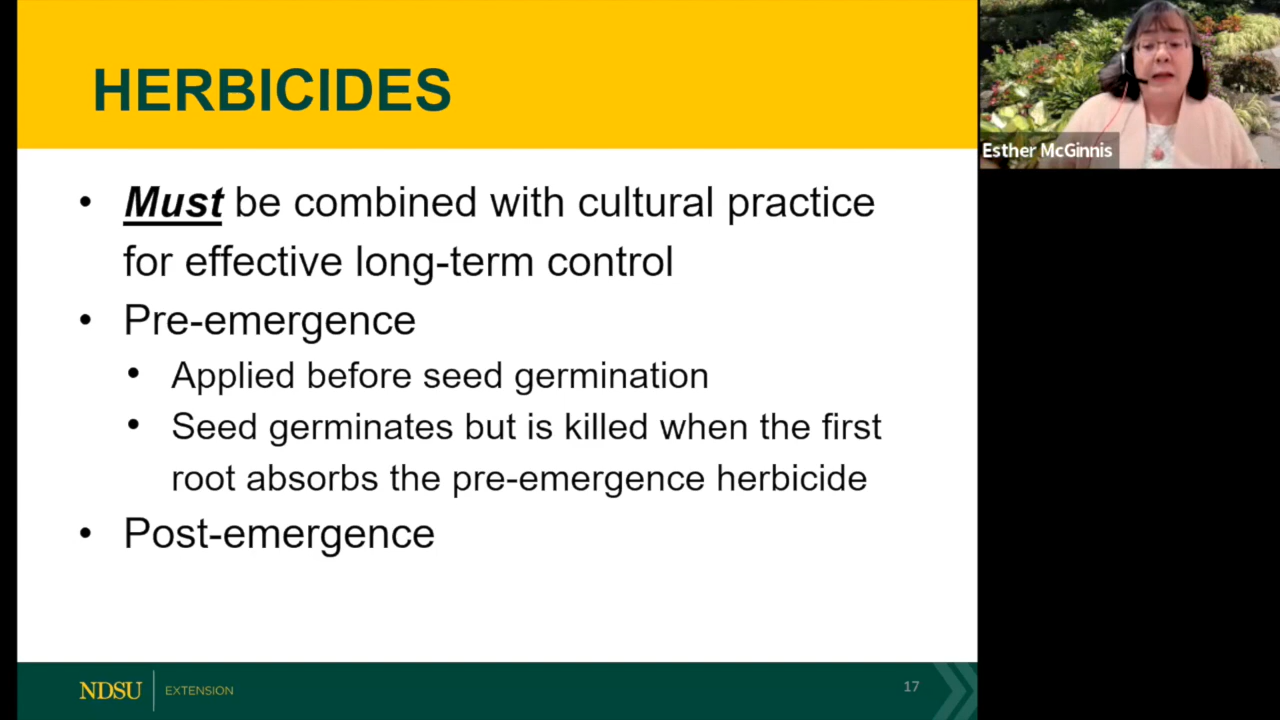 HERBICIDES
• Must be combined with cultural practice
for effective long-term control
• Pre-emergence
• Applied before seed germination
• Seed germinates but is killed when the first
root absorbs the pre-emergence herbicide
• Post-emergence
NDSU EXTENSION
17
Esther McGinnis